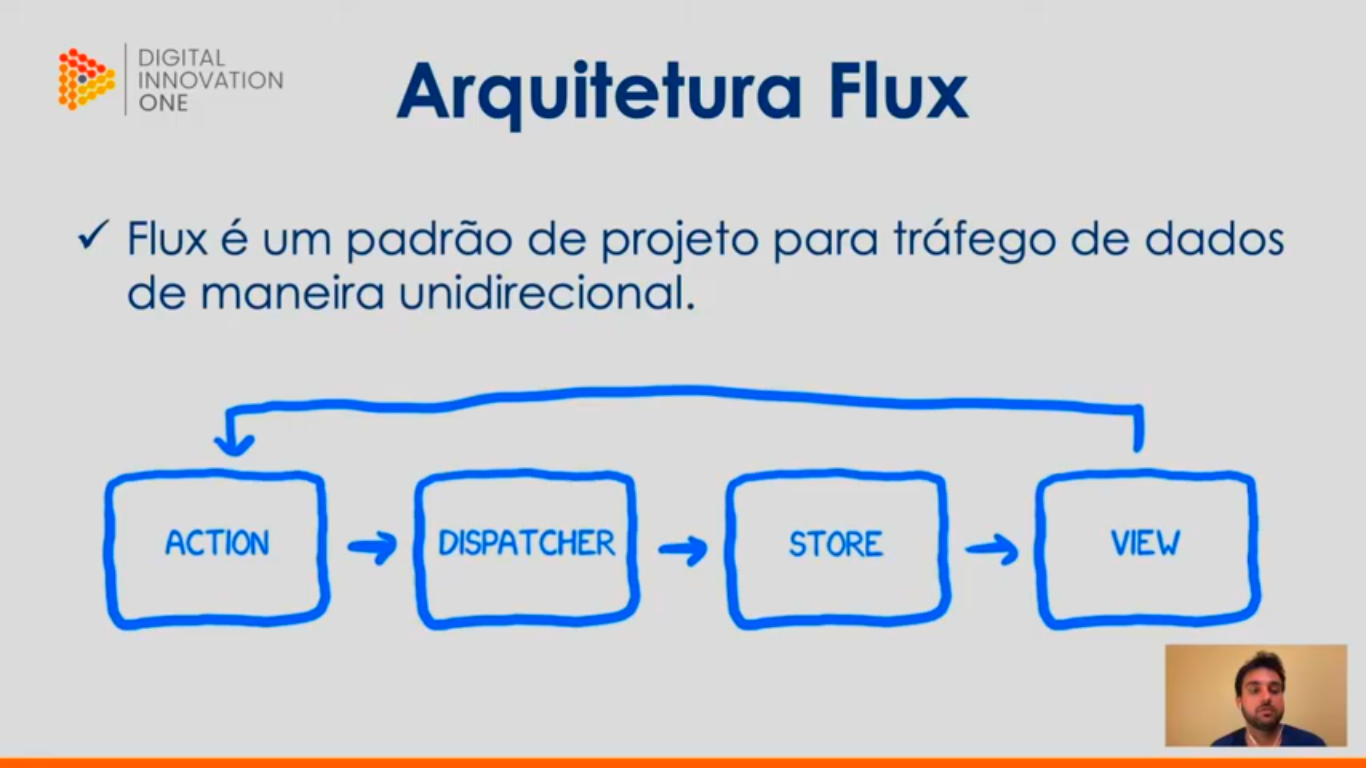 DIGITAL
INNOVATION
ONE
Arquitetura Flux
✓ Flux é um padrão de projeto para tráfego de dados
de maneira unidirecional.
ACTION
DISPATCHER
STORE
VIEW